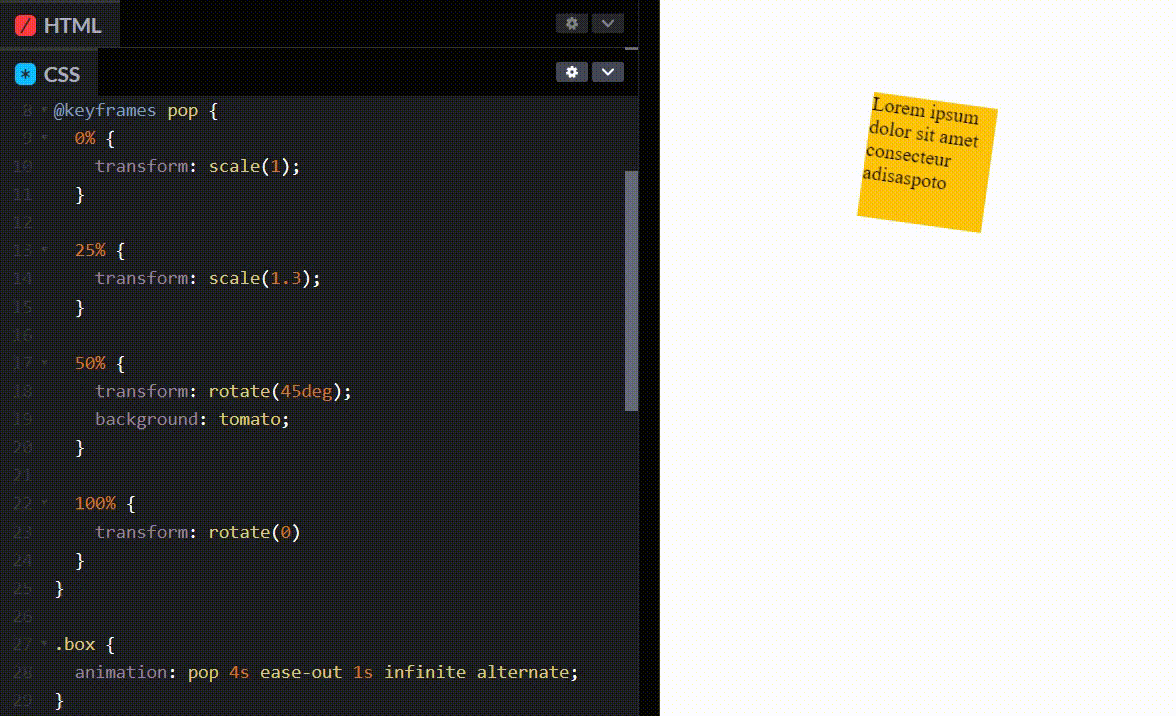 HTML
CSS
8 @keyframes pop {
9 0% {
10 transform: scale(1);
11 }
12
13 25% {
14 transform: scale(1.3);
15 }
16
17 50% {
18 transform: rotate(45deg);
19 background: tomato;
20 }
21
22 100% {
23 transform: rotate(0)
24 }
25 }
26
27 .box {
28 animation: pop 4s ease-out 1s infinite alternate;
29 }
Lorem ipsum
dolor sit amet
consecteur
adisaspoto